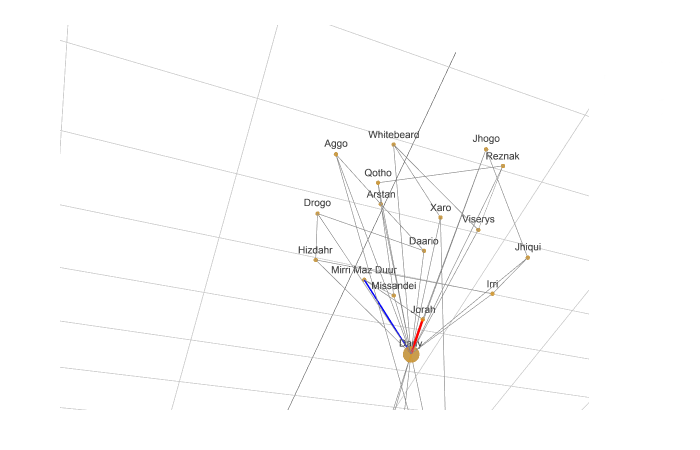 Whitebeard
Jhogo
Aggo
Reznak
Qotho
Arstan
Drogo
Xaro
Viserys
Daario
Jhiqui
Hizdahr
Mirri Maz Duur
Missandei
Irri
Jorah
Dany